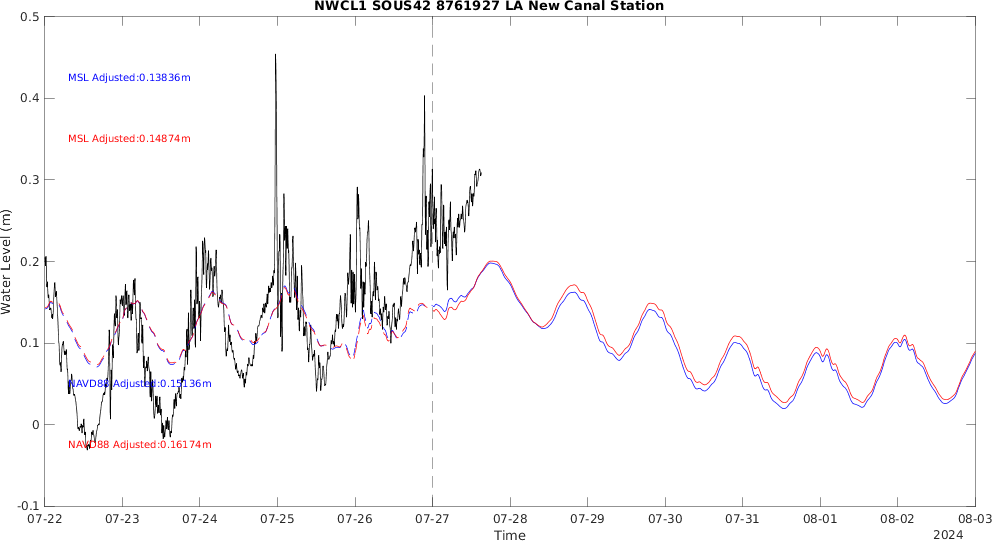 NWCL1 SOUS42 8761927 LA New Canal Station
0.5
0.4
0.3
0.2
0.1
0
-0.1
Water Level (m)
MSL Adjusted:0.13836m
MSL Adjusted:0.14874m
NAVD88 Adjusted:0.15136m
NAVD88 Adjusted:0.16174m
07-22 07-23 07-24 07-25 07-26 07-27 07-28 07-29 07-30 07-31 08-01 08-02 08-03
Time
2024